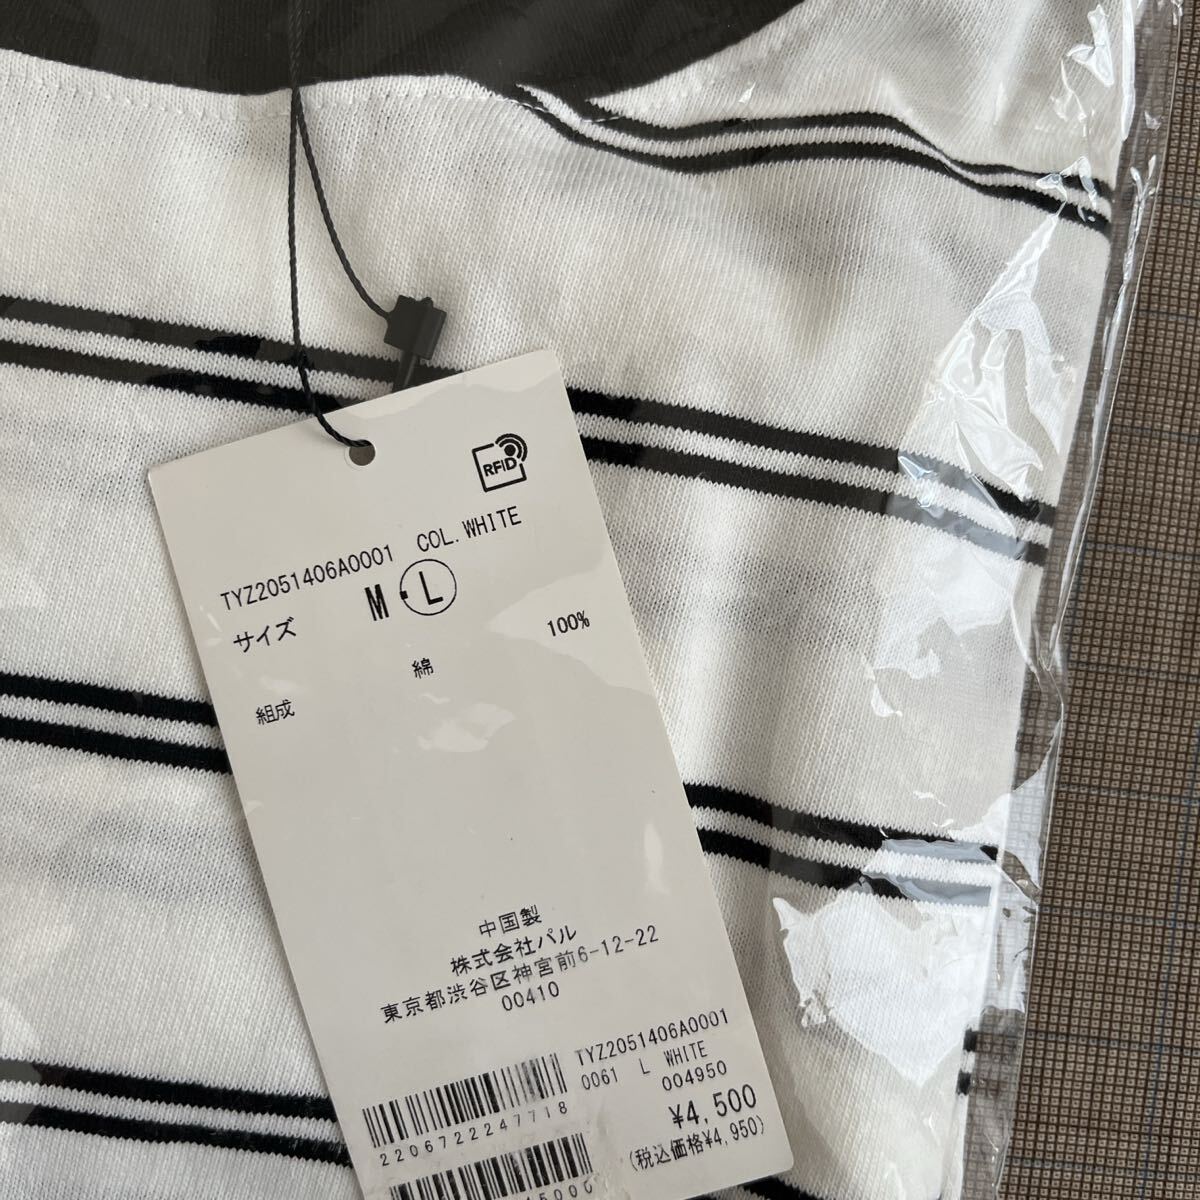 RFID
TYZ2051406A0001 COL.WHITE
サイズ M・L
綿 100%
組成
中国製
株式会社パル
東京都渋谷区神宮前6-12-22
00410
TYZ2051406A0001
0061 L WHITE
004950
¥4,500
(税込価格¥4,950)
2206722247718